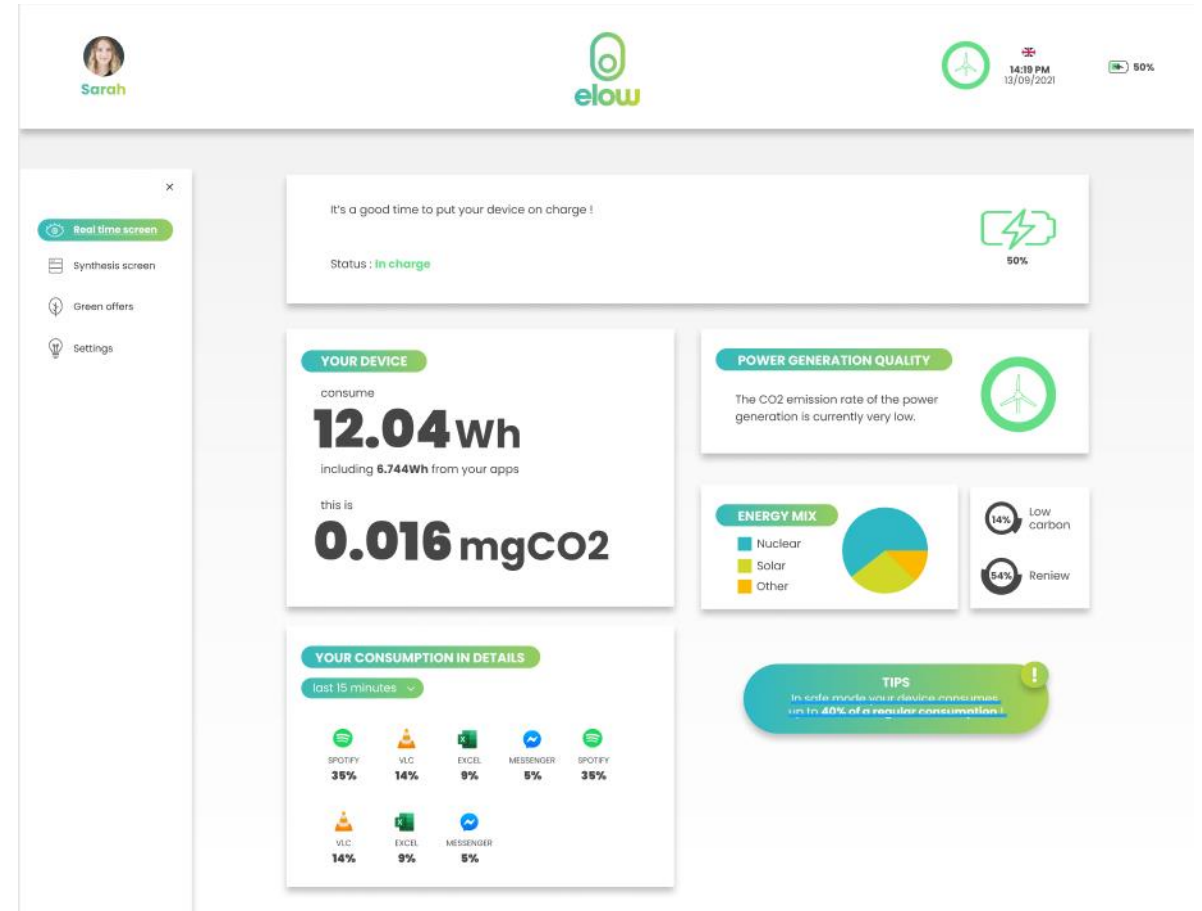 Sarah
elow
14:19 PM
13/09/2021
50%
×
Real time screen
Synthesis screen
Green offers
Settings
It's a good time to put your device on charge !
Status : In charge
50%
YOUR DEVICE
consume
12.04 Wh
including 6.744Wh from your apps
this is
0.016 mgCO2
POWER GENERATION QUALITY
The CO2 emission rate of the power
generation is currently very low.
ENERGY MIX
Nuclear
Solar
Other
14%
Low
carbon
54%
Reniew
YOUR CONSUMPTION IN DETAILS
last 15 minutes
SPOTIFY
35%
VLC
14%
EXCEL
9%
MESSENGER
5%
SPOTIFY
35%
VLC
14%
EXCEL
9%
MESSENGER
5%
!
TIPS
In safe mode your device consumes
up to 40% of a regular consumption !